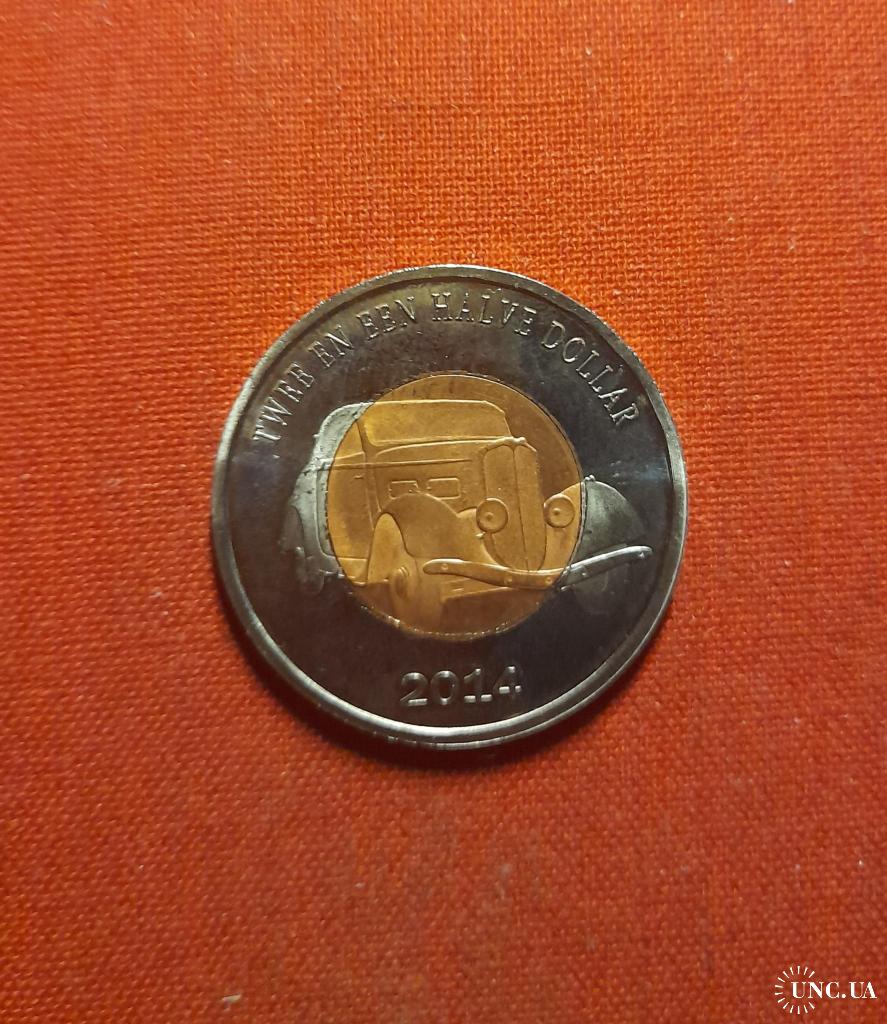 TWEE EN EEN HALVE DOLLAR
2014
UNC.UA